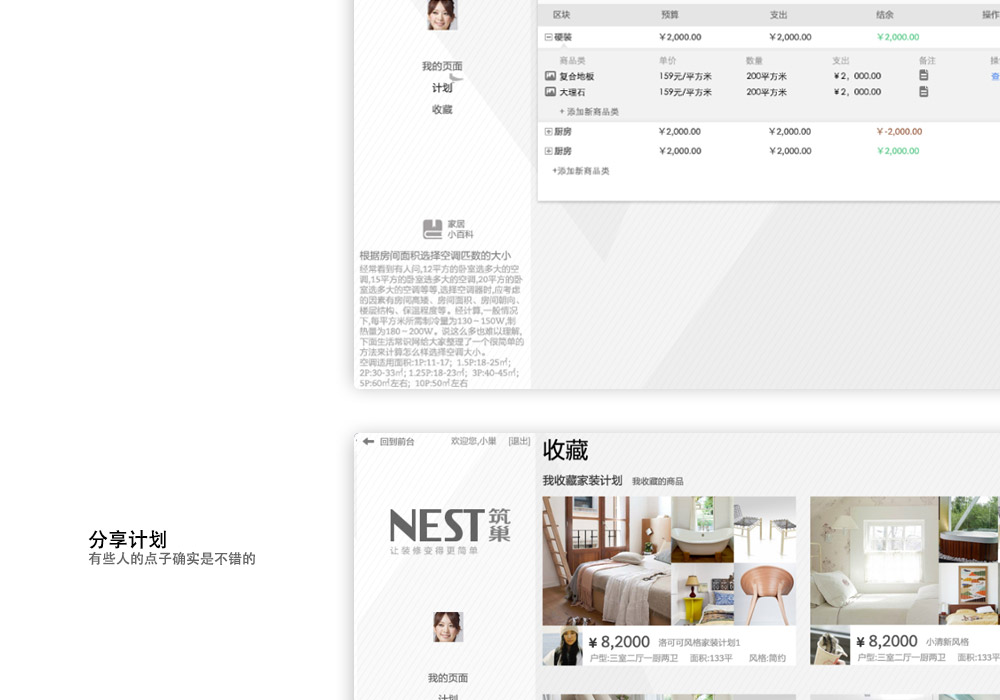 区块 预算 支出 结余 操作
硬装 ￥2,000.00 ￥2,000.00 ￥2,000.00
商品类 单价 数量 支出 备注
复合地板 159元/平方米 200平方米 ￥2，000.00
大理石 159元/平方米 200平方米 ￥2，000.00
+ 添加新商品类
厨房 ￥2,000.00 ￥2,000.00 ￥-2,000.00
厨房 ￥2,000.00 ￥2,000.00 ￥2,000.00
+添加新商品类
我的页面
计划
收藏
家居
小百科
根据房间面积选择空调匹数的大小
经常看到有人问,12平方的卧室选多大的空
调,15平方的卧室选多大的空调,20平方的卧
室选多大的空调等等,选择空调器时,应考虑
的因素有房间高矮、房间面积、房间朝向、
楼层结构、保温程度等。经计算,一般情况
下,每平方米所需制冷量为130～150W,制
热量为180～200W。说这么多也难以理解,
下面生活常识网给大家整理了一个很简单的
方法来计算怎么样选择空调大小。
空调适用面积:1P:11-17；1.5P:18-25㎡；
2P:30-33㎡；1.25P:18-23㎡；3P:40-45㎡；
5P:60㎡左右；10P:50㎡左右
分享计划
有些人的点子确实是不错的
回到前台 欢迎您,小巢 [退出]
NEST 筑巢
让装修变得更简单
我的页面
计划
收藏
我收藏家装计划 我收藏的商品
￥8,2000 洛可可风格家装计划1
户型:三室二厅一厨两卫 面积:133平 风格:简约
￥8,2000 小清新风格
户型:三室二厅一厨两卫 面积:133平